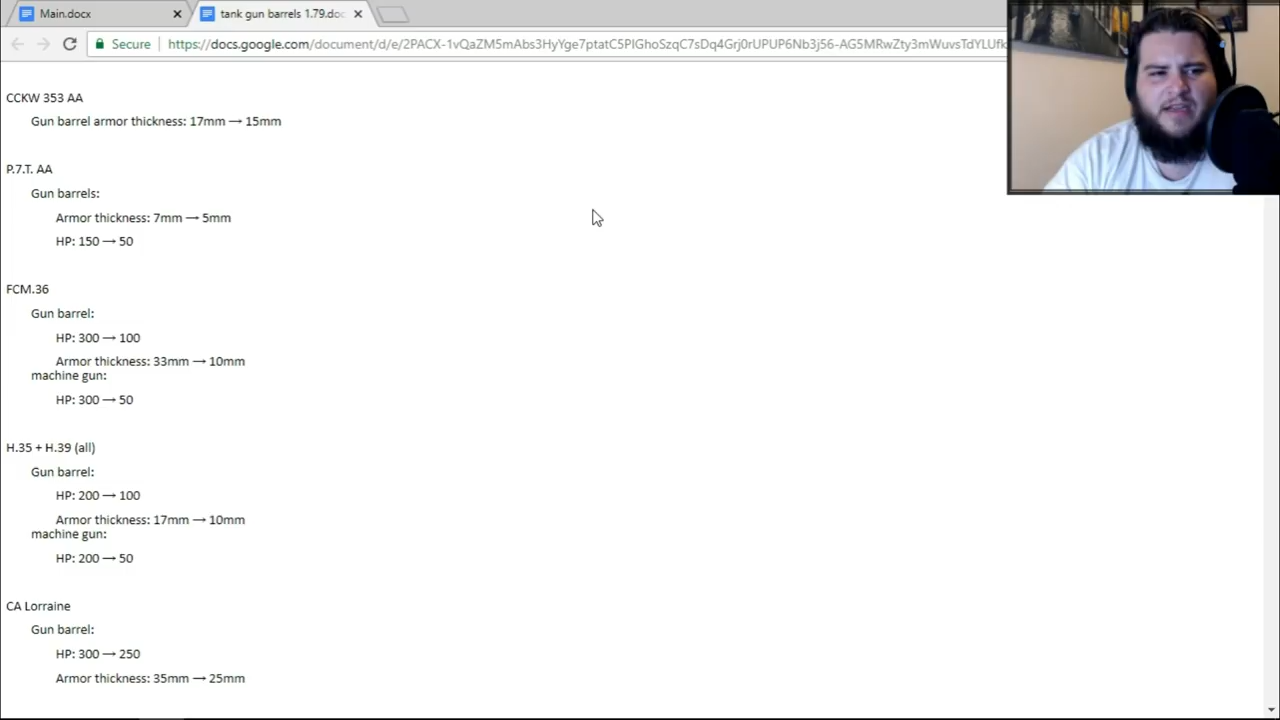 Main.docx
tank gun barrels 1.79.doc
Secure
https://docs.google.com/document/d/e/2PACX-1vQaZM5mAbs3HyYge7ptatC5PIGhoSzqC7sDq4Grj0rUPUP6Nb3j56-AG5MRwZty3mWuvsTdYLUfk
CCKW 353 AA
Gun barrel armor thickness: 17mm → 15mm
P.7.T. AA
Gun barrels:
Armor thickness: 7mm → 5mm
HP: 150 → 50
FCM.36
Gun barrel:
HP: 300 → 100
Armor thickness: 33mm → 10mm
machine gun:
HP: 300 → 50
H.35 + H.39 (all)
Gun barrel:
HP: 200 → 100
Armor thickness: 17mm → 10mm
machine gun:
HP: 200 → 50
CA Lorraine
Gun barrel:
HP: 300 → 250
Armor thickness: 35mm → 25mm